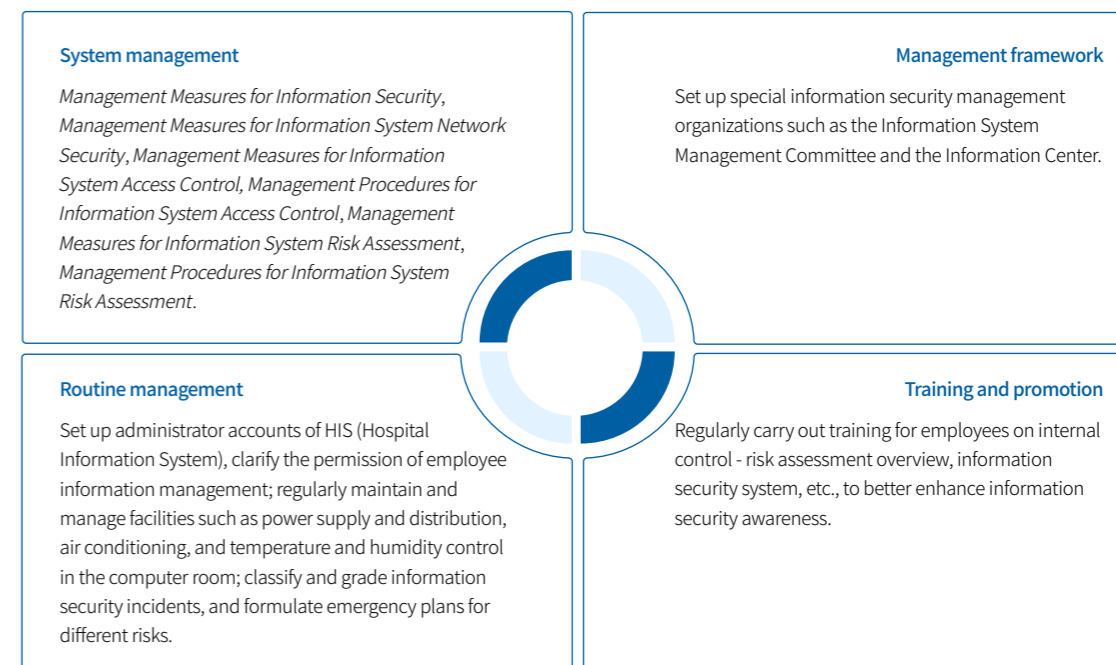 System management
Management Measures for Information Security,
Management Measures for Information System Network
Security, Management Measures for Information
System Access Control, Management Procedures for
Information System Access Control, Management
Measures for Information System Risk Assessment,
Management Procedures for Information System
Risk Assessment.
Management framework
Set up special information security management
organizations such as the Information System
Management Committee and the Information Center.
Routine management
Set up administrator accounts of HIS (Hospital
Information System), clarify the permission of employee
information management; regularly maintain and
manage facilities such as power supply and distribution,
air conditioning, and temperature and humidity control
in the computer room; classify and grade information
security incidents, and formulate emergency plans for
different risks.
Training and promotion
Regularly carry out training for employees on internal
control - risk assessment overview, information
security system, etc., to better enhance information
security awareness.